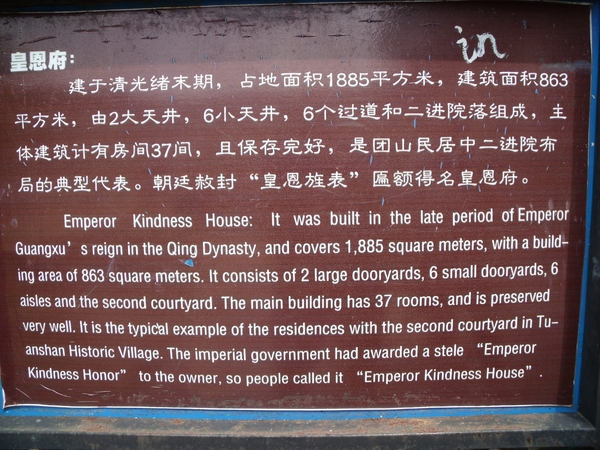 in
皇恩府：
建于清光绪末期，占地面积1885平方米，建筑面积863
平方米，由2大天井，6小天井，6个过道和二进院落组成，主
体建筑计有房间37间，且保存完好，是团山民居中二进院布
局的典型代表。朝廷敕封“皇恩旌表”匾额得名皇恩府。
Emperor Kindness House: It was built in the late period of Emperor
Guangxu’s reign in the Qing Dynasty, and covers 1,885 square meters, with a build-
ing area of 863 square meters. It consists of 2 large dooryards, 6 small dooryards, 6
aisles and the second courtyard. The main building has 37 rooms, and is preserved
very well. It is the typical example of the residences with the second courtyard in Tu-
anshan Historic Village. The imperial government had awarded a stele “Emperor
Kindness Honor” to the owner, so people called it “Emperor Kindness House”.